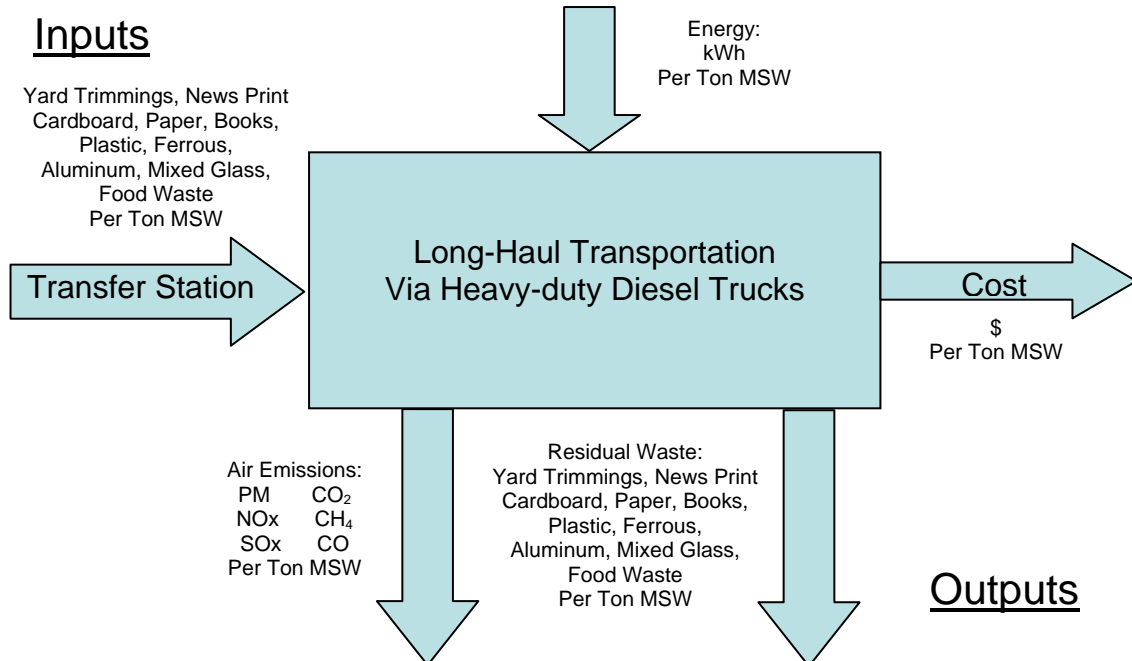 Inputs
Energy:
kWh
Per Ton MSW
Yard Trimmings, News Print
Cardboard, Paper, Books,
Plastic, Ferrous,
Aluminum, Mixed Glass,
Food Waste
Per Ton MSW
Transfer Station
Long-Haul Transportation
Via Heavy-duty Diesel Trucks
Cost
$
Per Ton MSW
Air Emissions:
PM CO₂
NOx CH₄
SOx CO
Per Ton MSW
Residual Waste:
Yard Trimmings, News Print
Cardboard, Paper, Books,
Plastic, Ferrous,
Aluminum, Mixed Glass,
Food Waste
Per Ton MSW
Outputs